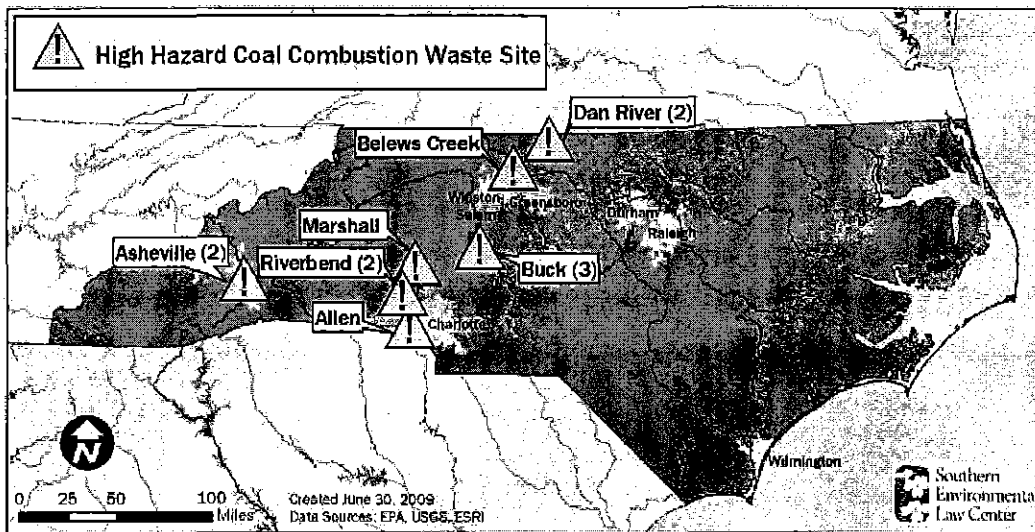 High Hazard Coal Combustion Waste Site
Dan River (2)
Belews Creek
Winston-
Salem
Greensboro
Durham
Raleigh
Marshall
Asheville (2)
Riverbend (2)
Buck (3)
Allen
Charlotte
N
Wilmington
0 25 50 100
Miles
Created June 30, 2009
Data Sources: EPA, USGS, ESRI
Southern
Environmental
Law Center